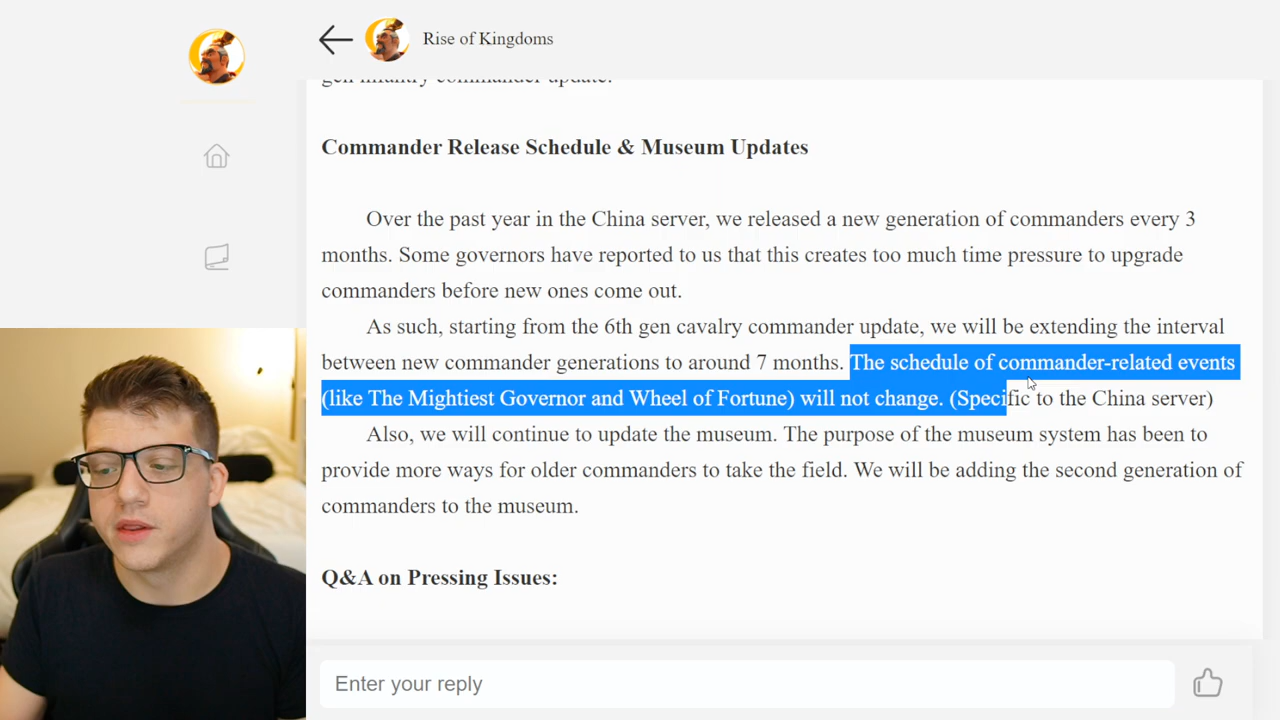 Rise of Kingdoms
gen infantry commander update.
Commander Release Schedule & Museum Updates
Over the past year in the China server, we released a new generation of commanders every 3
months. Some governors have reported to us that this creates too much time pressure to upgrade
commanders before new ones come out.
As such, starting from the 6th gen cavalry commander update, we will be extending the interval
between new commander generations to around 7 months. The schedule of commander-related events
(like The Mightiest Governor and Wheel of Fortune) will not change. (Specific to the China server)
Also, we will continue to update the museum. The purpose of the museum system has been to
provide more ways for older commanders to take the field. We will be adding the second generation of
commanders to the museum.
Q&A on Pressing Issues:
Enter your reply